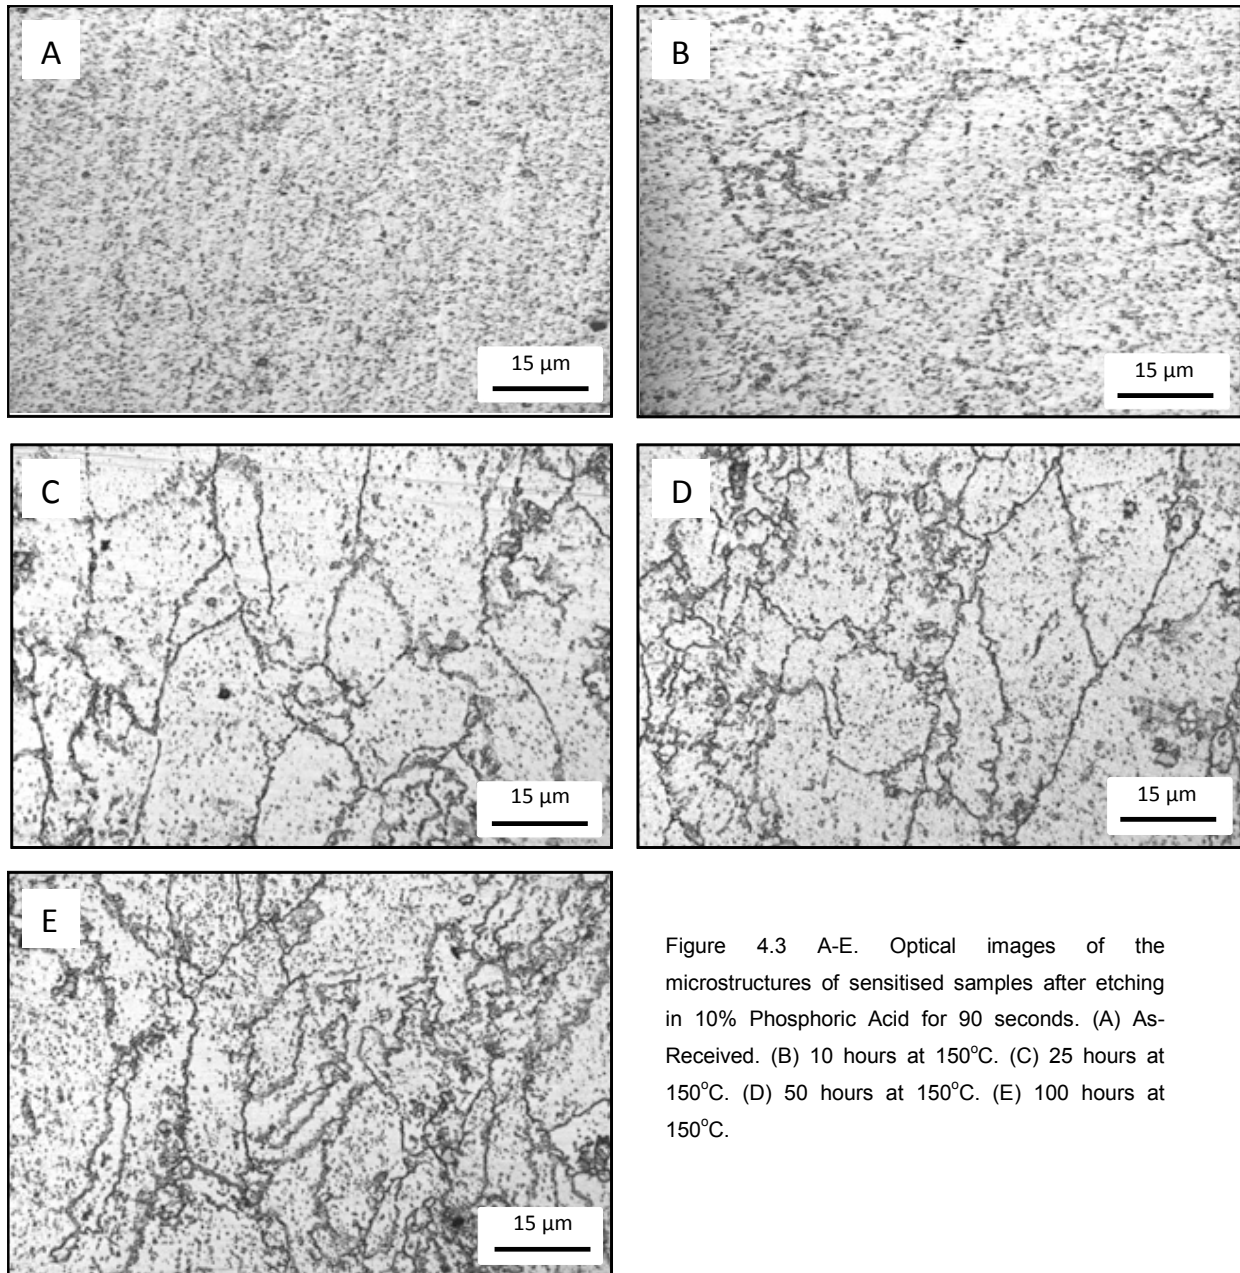 A
15 µm
B
15 µm
C
15 µm
D
15 µm
E
15 µm
Figure 4.3 A-E. Optical images of the
microstructures of sensitised samples after etching
in 10% Phosphoric Acid for 90 seconds. (A) As-
Received. (B) 10 hours at 150°C. (C) 25 hours at
150°C. (D) 50 hours at 150°C. (E) 100 hours at
150°C.